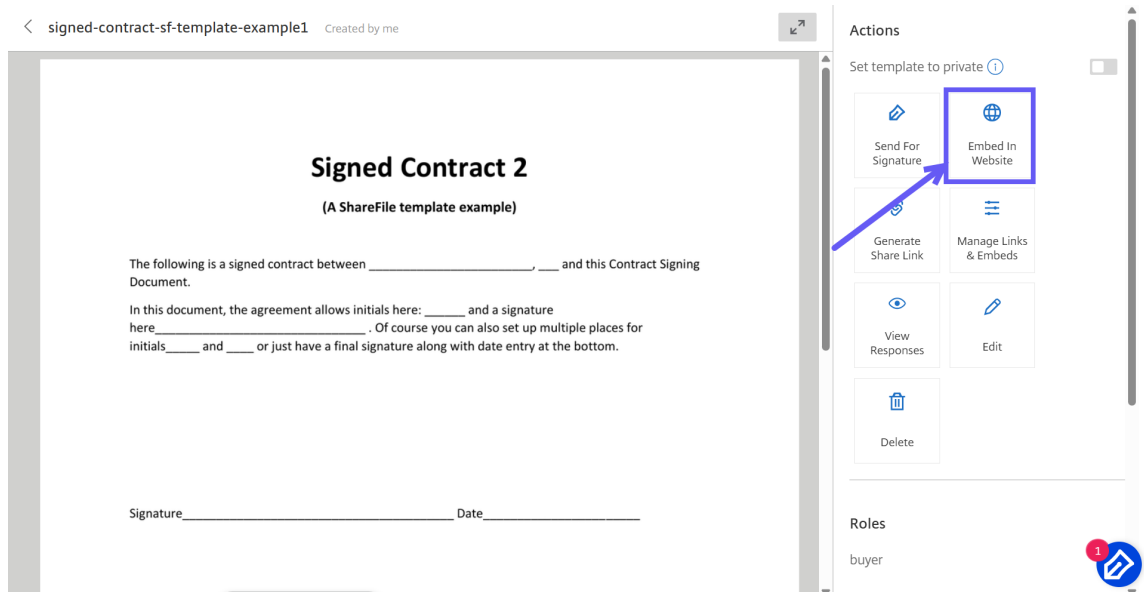 signed-contract-sf-template-example1 Created by me
Signed Contract 2
(A ShareFile template example)
The following is a signed contract between __________________________, ___ and this Contract Signing
Document.
In this document, the agreement allows initials here: ______ and a signature
here_________________________________ . Of course you can also set up multiple places for
initials_____ and ____ or just have a final signature along with date entry at the bottom.
Signature___________________________________________ Date_________________________
Actions
Set template to private
Send For
Signature
Embed In
Website
Generate
Share Link
Manage Links
& Embeds
View
Responses
Edit
Delete
Roles
buyer
1